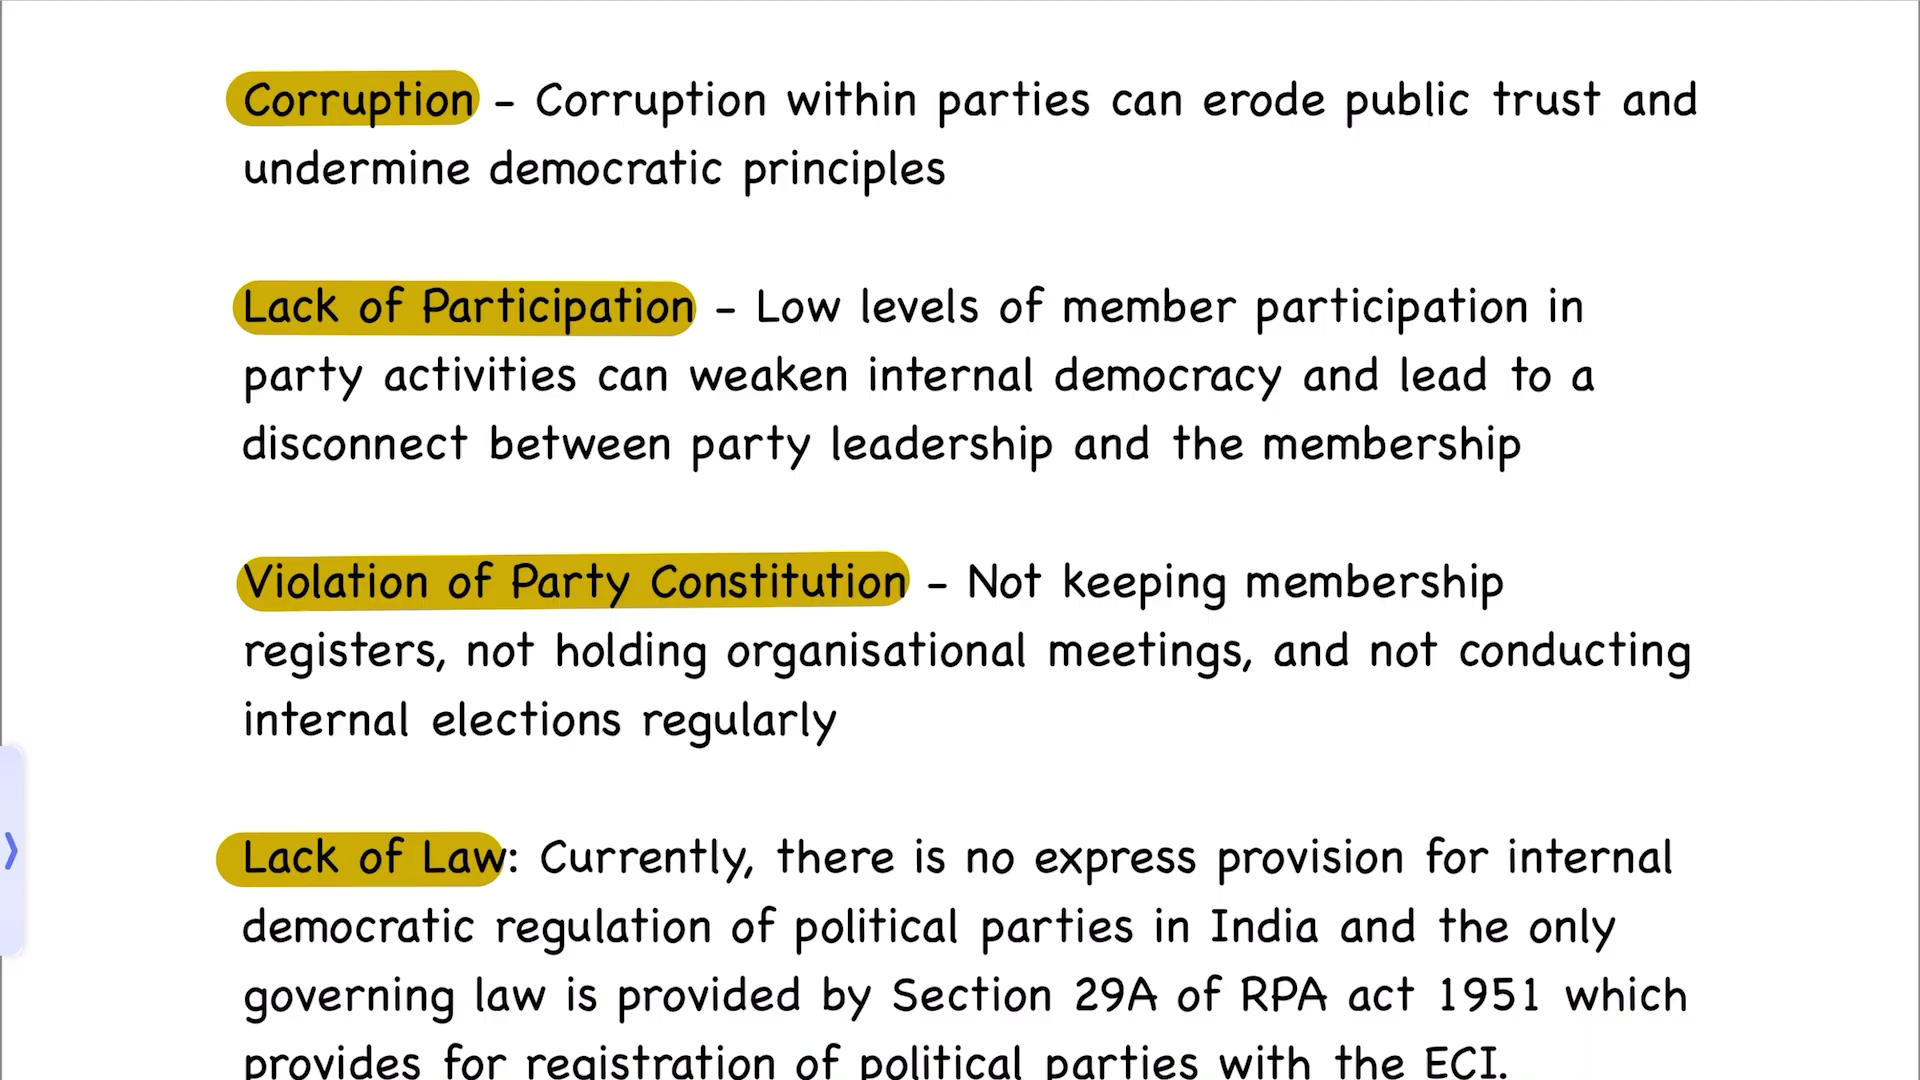 Corruption - Corruption within parties can erode public trust and
undermine democratic principles
Lack of Participation - Low levels of member participation in
party activities can weaken internal democracy and lead to a
disconnect between party leadership and the membership
Violation of Party Constitution - Not keeping membership
registers, not holding organisational meetings, and not conducting
internal elections regularly
Lack of Law: Currently, there is no express provision for internal
democratic regulation of political parties in India and the only
governing law is provided by Section 29A of RPA act 1951 which
provides for registration of political parties with the ECI.